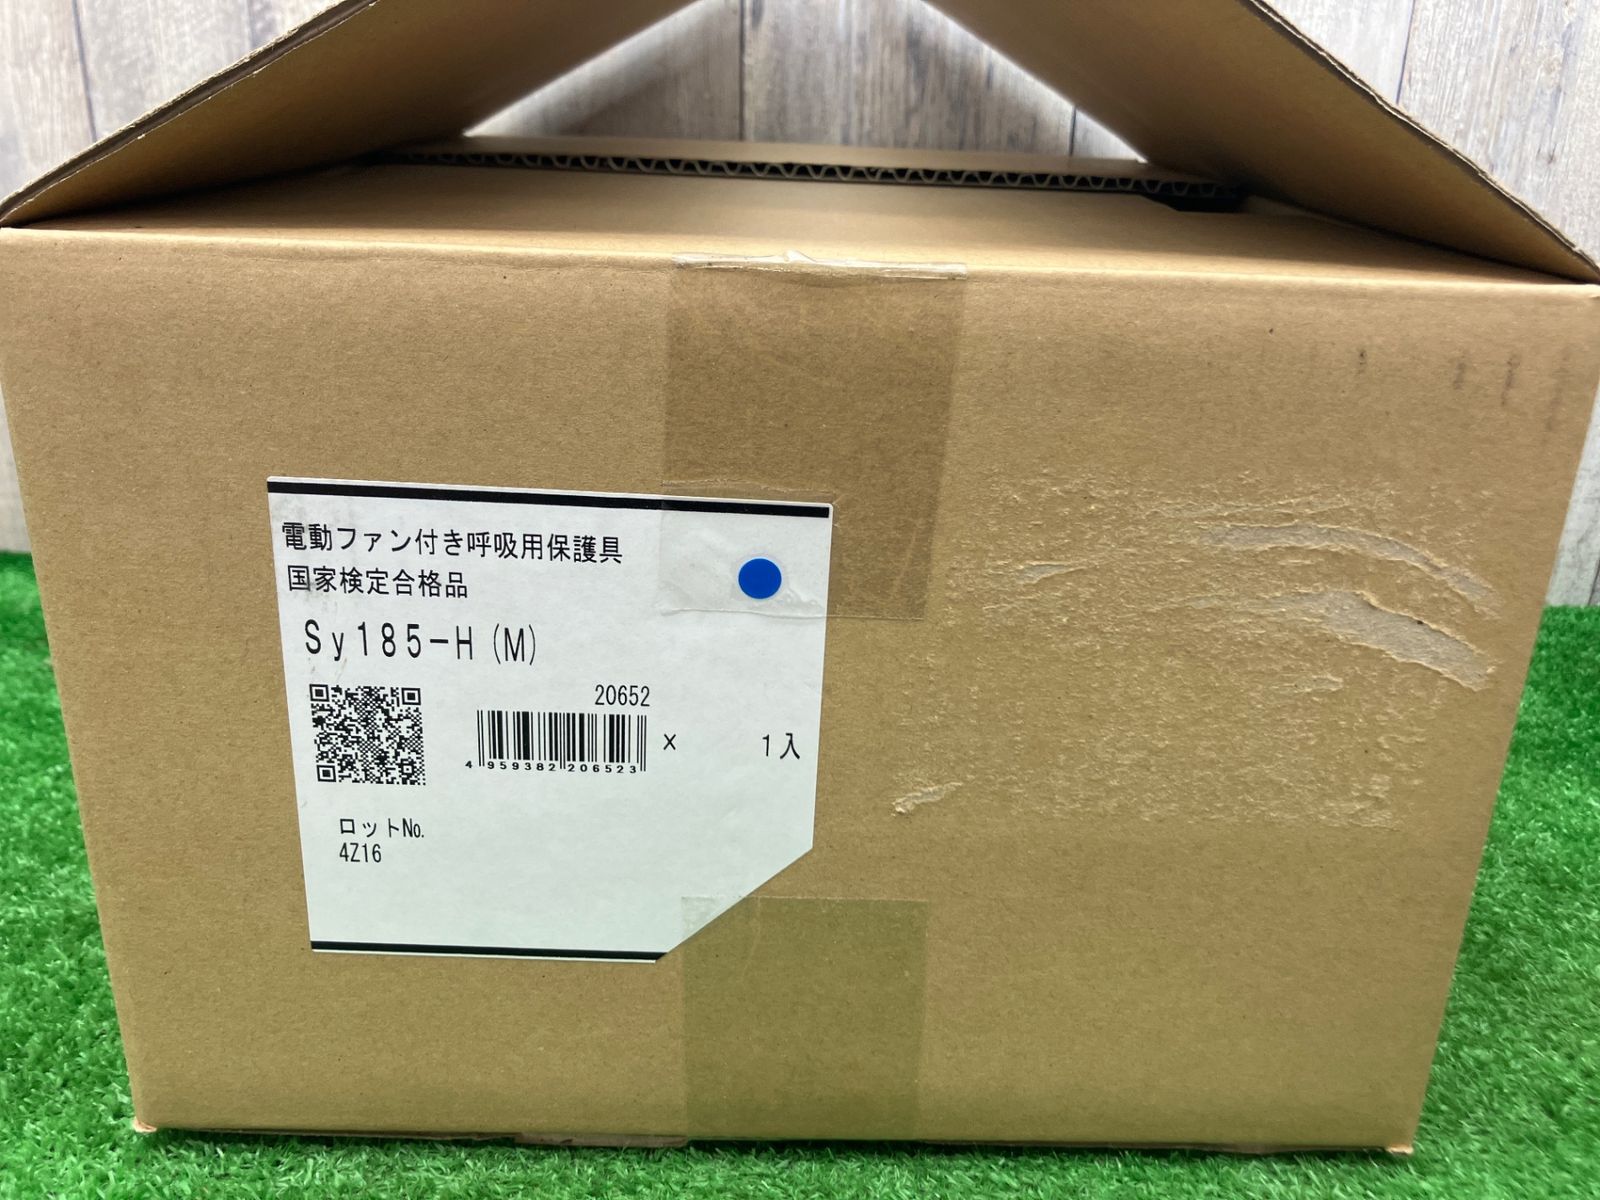 電動ファン付き呼吸用保護具
国家検定合格品
Sy185-H(M)
20652
4 959382 206523
x 1入
ロットNo.
4Z16